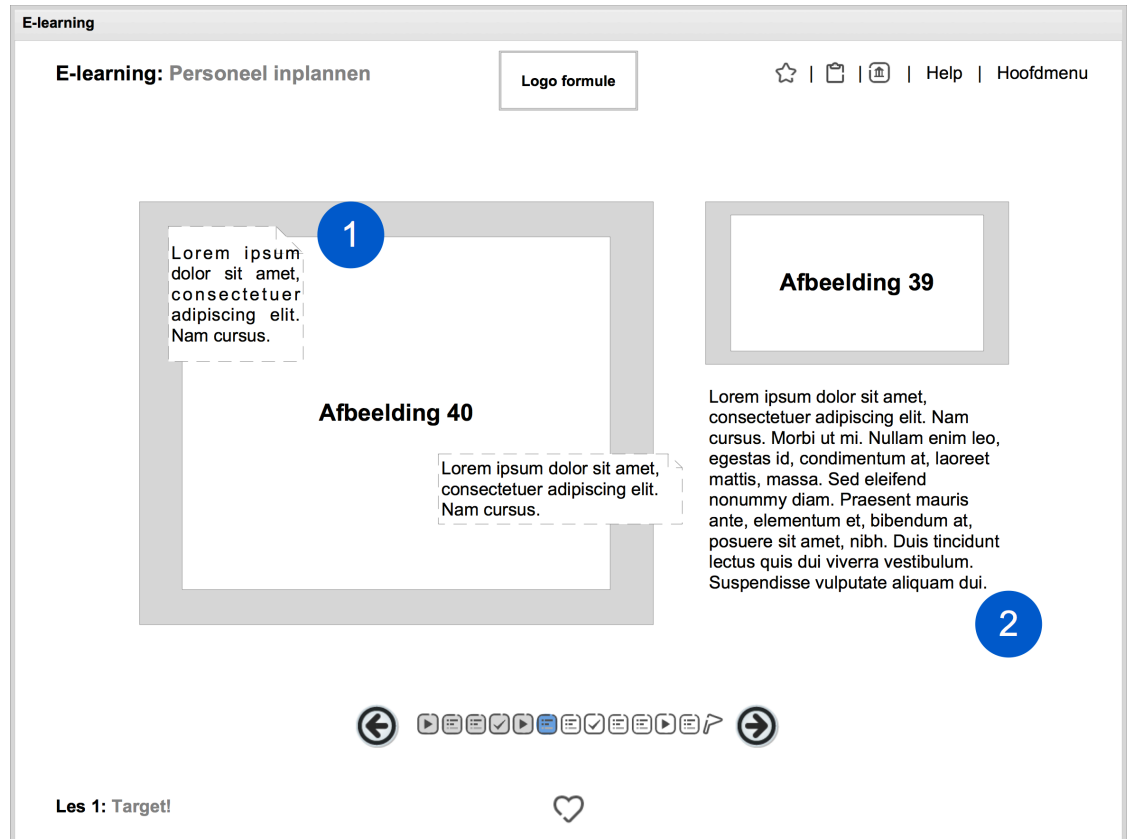 E-learning
E-learning: Personeel inplannen
Logo formule
| | | Help | Hoofdmenu
1
Lorem ipsum
dolor sit amet,
consectetuer
adipiscing elit.
Nam cursus.
Afbeelding 40
Lorem ipsum dolor sit amet,
consectetuer adipiscing elit.
Nam cursus.
Afbeelding 39
Lorem ipsum dolor sit amet,
consectetuer adipiscing elit. Nam
cursus. Morbi ut mi. Nullam enim leo,
egestas id, condimentum at, laoreet
mattis, massa. Sed eleifend
nonummy diam. Praesent mauris
ante, elementum et, bibendum at,
posuere sit amet, nibh. Duis tincidunt
lectus quis dui viverra vestibulum.
Suspendisse vulputate aliquam dui.
2
Les 1: Target!